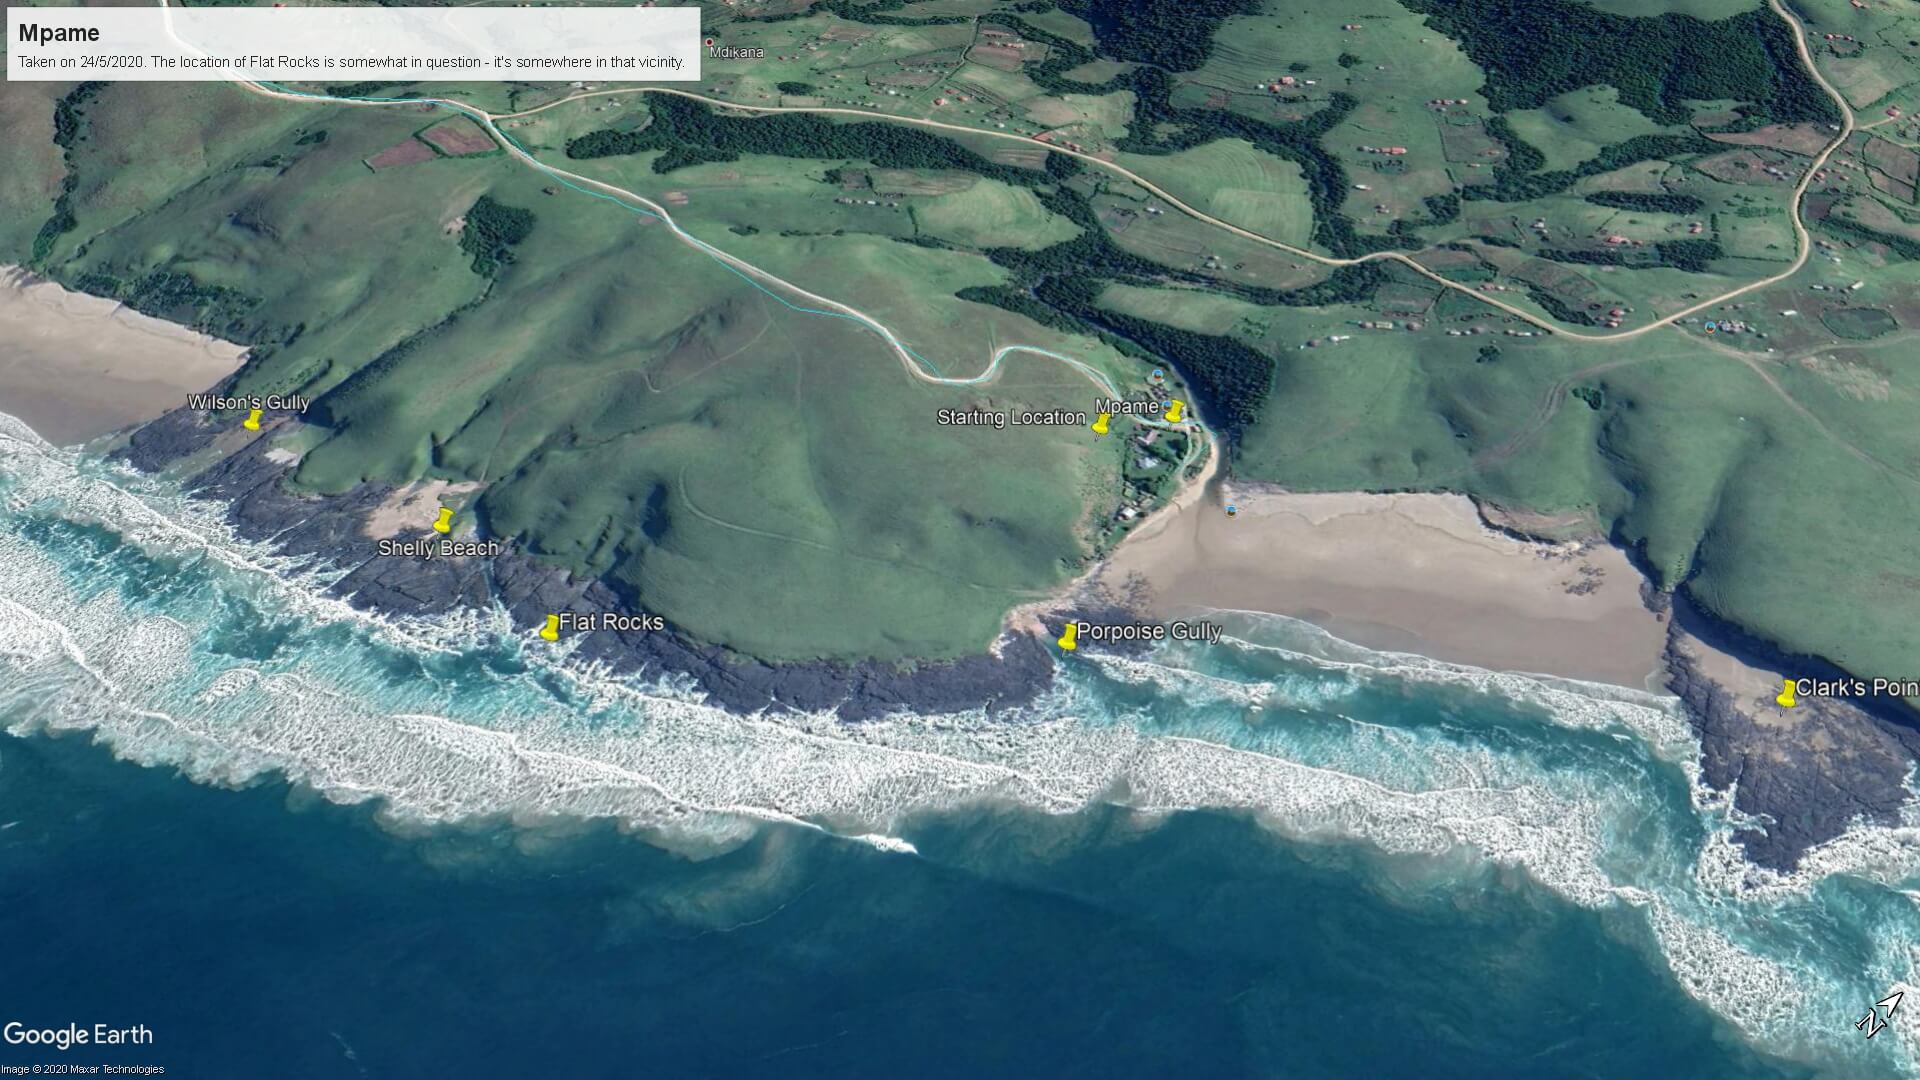 Mpame
Taken on 24/5/2020. The location of Flat Rocks is somewhat in question - it's somewhere in that vicinity.
Mdikana
Wilson's Gully
Starting Location
Mpame
Shelly Beach
Flat Rocks
Porpoise Gully
Clark's Poin
N
Google Earth
Image © 2020 Maxar Technologies